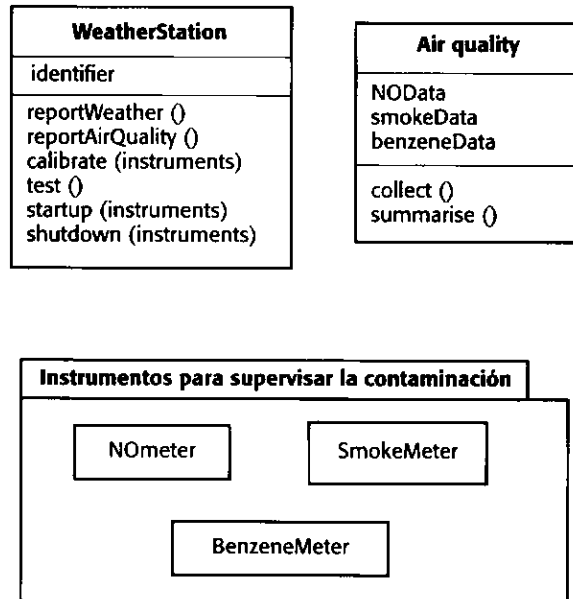 WeatherStation
identifier
reportWeather ()
reportAirQuality ()
calibrate (instruments)
test ()
startup (instruments)
shutdown (instruments)
Air quality
NOData
smokeData
benzeneData
collect ()
summarise ()
Instrumentos para supervisar la contaminación
NOmeter
SmokeMeter
BenzeneMeter